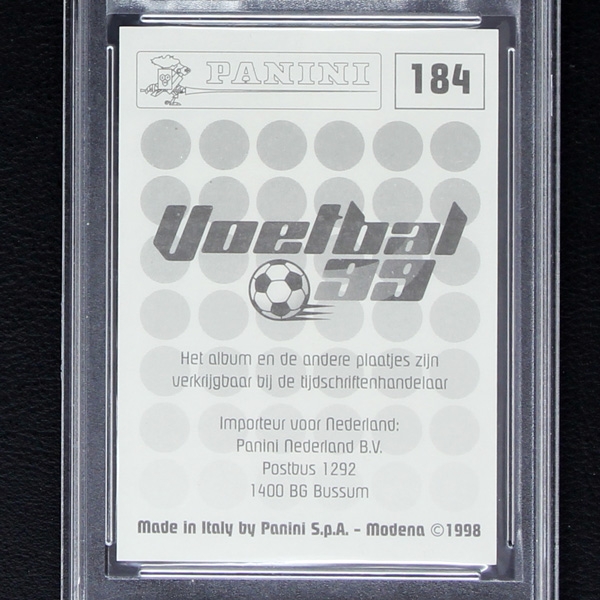 PANINI
184
Voetbal
99
Het album en de andere plaatjes zijn
verkrijgbaar bij de tijdschriftenhandelaar
Importeur voor Nederland:
Panini Nederland B.V.
Postbus 1292
1400 BG Bussum
Made in Italy by Panini S.p.A. - Modena ©1998